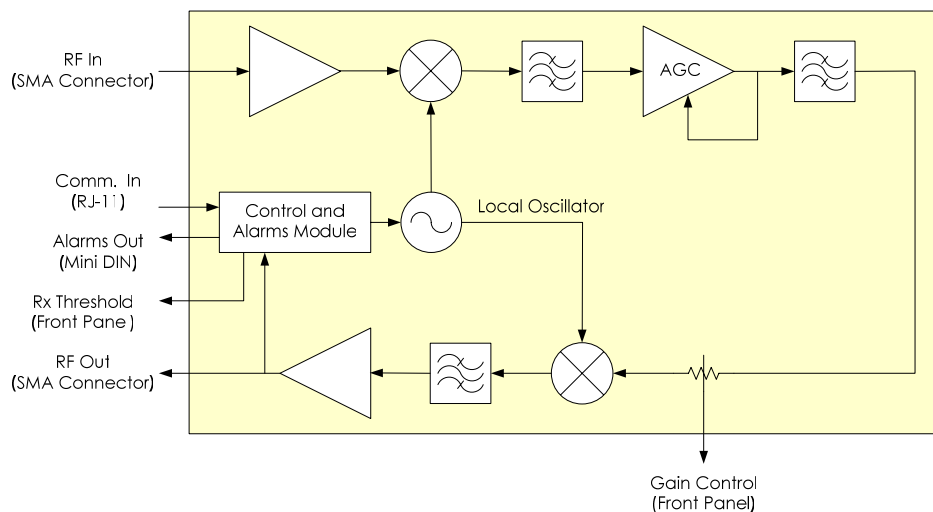 RF In
(SMA Connector)
AGC
Comm. In
(RJ-11)
Control and
Alarms Module
Local Oscillator
Alarms Out
(Mini DIN)
Rx Threshold
(Front Pane )
RF Out
(SMA Connector)
Gain Control
(Front Panel)